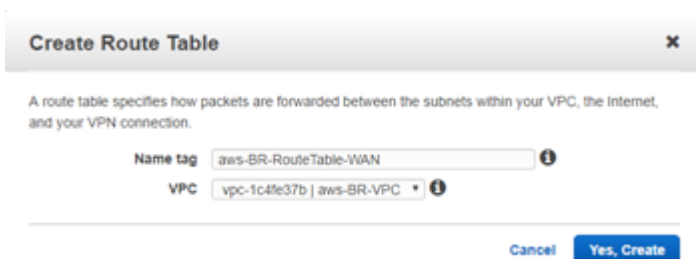 Create Route Table
A route table specifies how packets are forwarded between the subnets within your VPC, the Internet,
and your VPN connection.
Name tag aws-BR-RouteTable-WAN
VPC vpc-1c4fe37b | aws-BR-VPC
Cancel Yes, Create